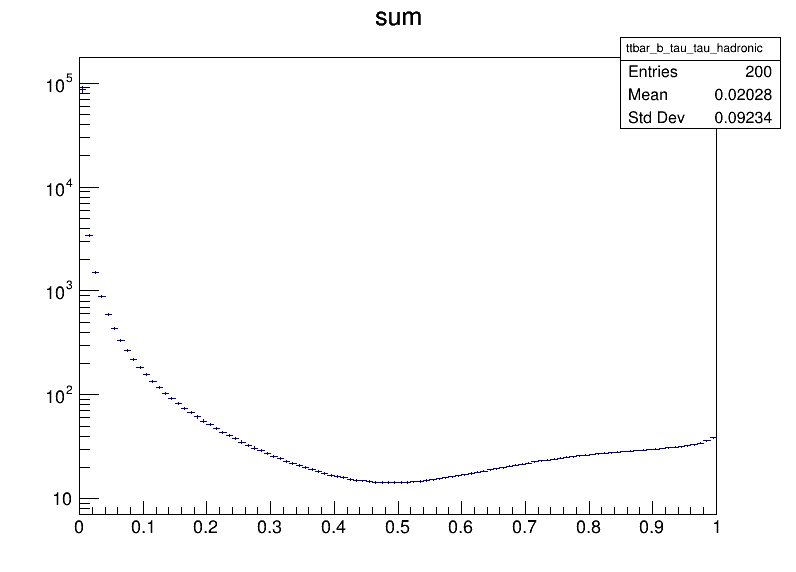 sum
ttbar_b_tau_tau_hadronic
Entries 200
Mean 0.02028
Std Dev 0.09234
10^5
10^4
10^3
10^2
10
0 0.1 0.2 0.3 0.4 0.5 0.6 0.7 0.8 0.9 1